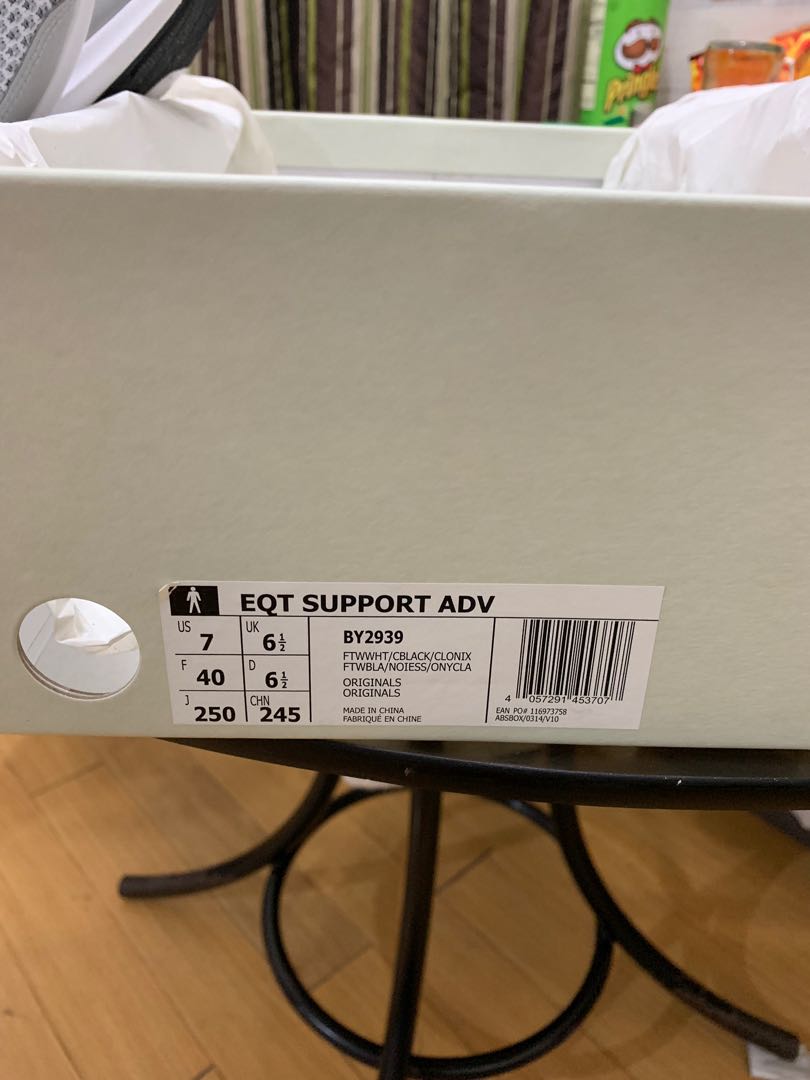 Pringles
EQT SUPPORT ADV
US 7 UK 6½
F 40 D 6½
J 250 CHN 245
BY2939
FTWWHT/CBLACK/CLONIX
FTWBLA/NOIESS/ONYCLA
ORIGINALS
ORIGINALS
MADE IN CHINA
FABRIQUÉ EN CHINE
4 057291 453707
EAN PO# 116973758
ABSBOX/0314/V10